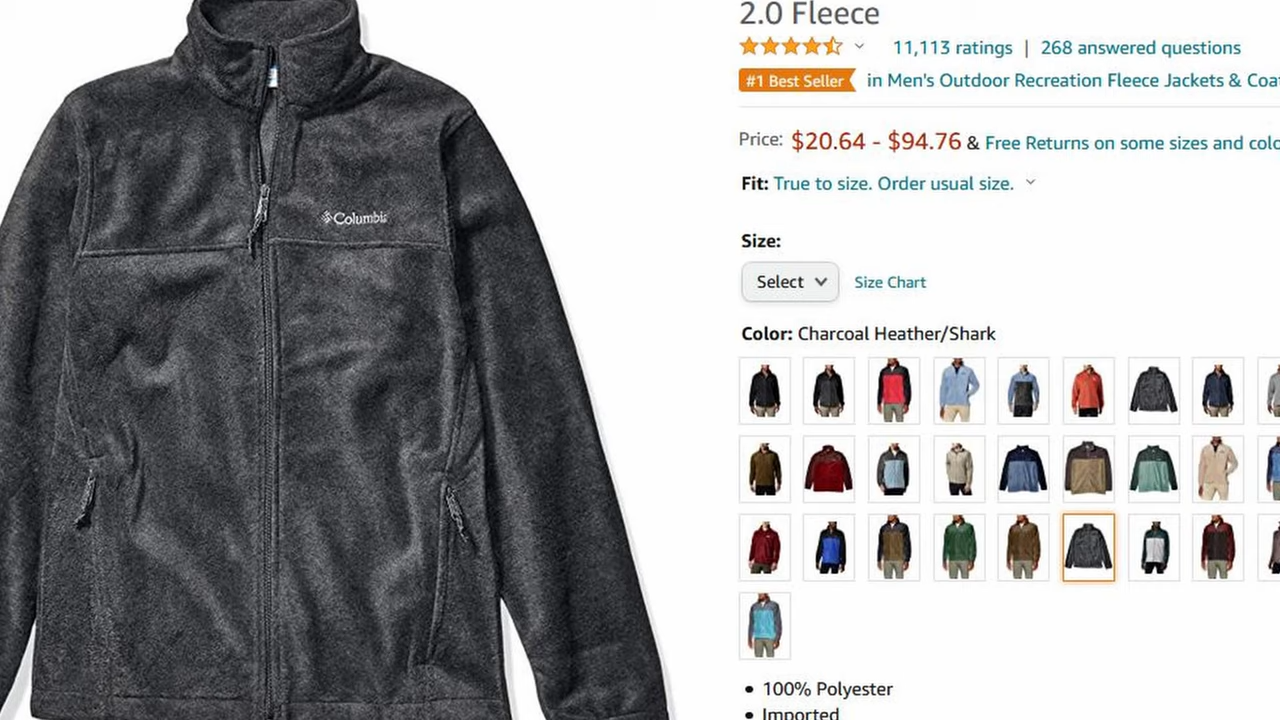 2.0 Fleece
11,113 ratings | 268 answered questions
#1 Best Seller in Men's Outdoor Recreation Fleece Jackets &
Price: $20.64 - $94.76 & Free Returns on some sizes and
Fit: True to size. Order usual size.
Columbia
Size:
Select Size Chart
Color: Charcoal Heather/Shark
• 100% Polyester
• Imported